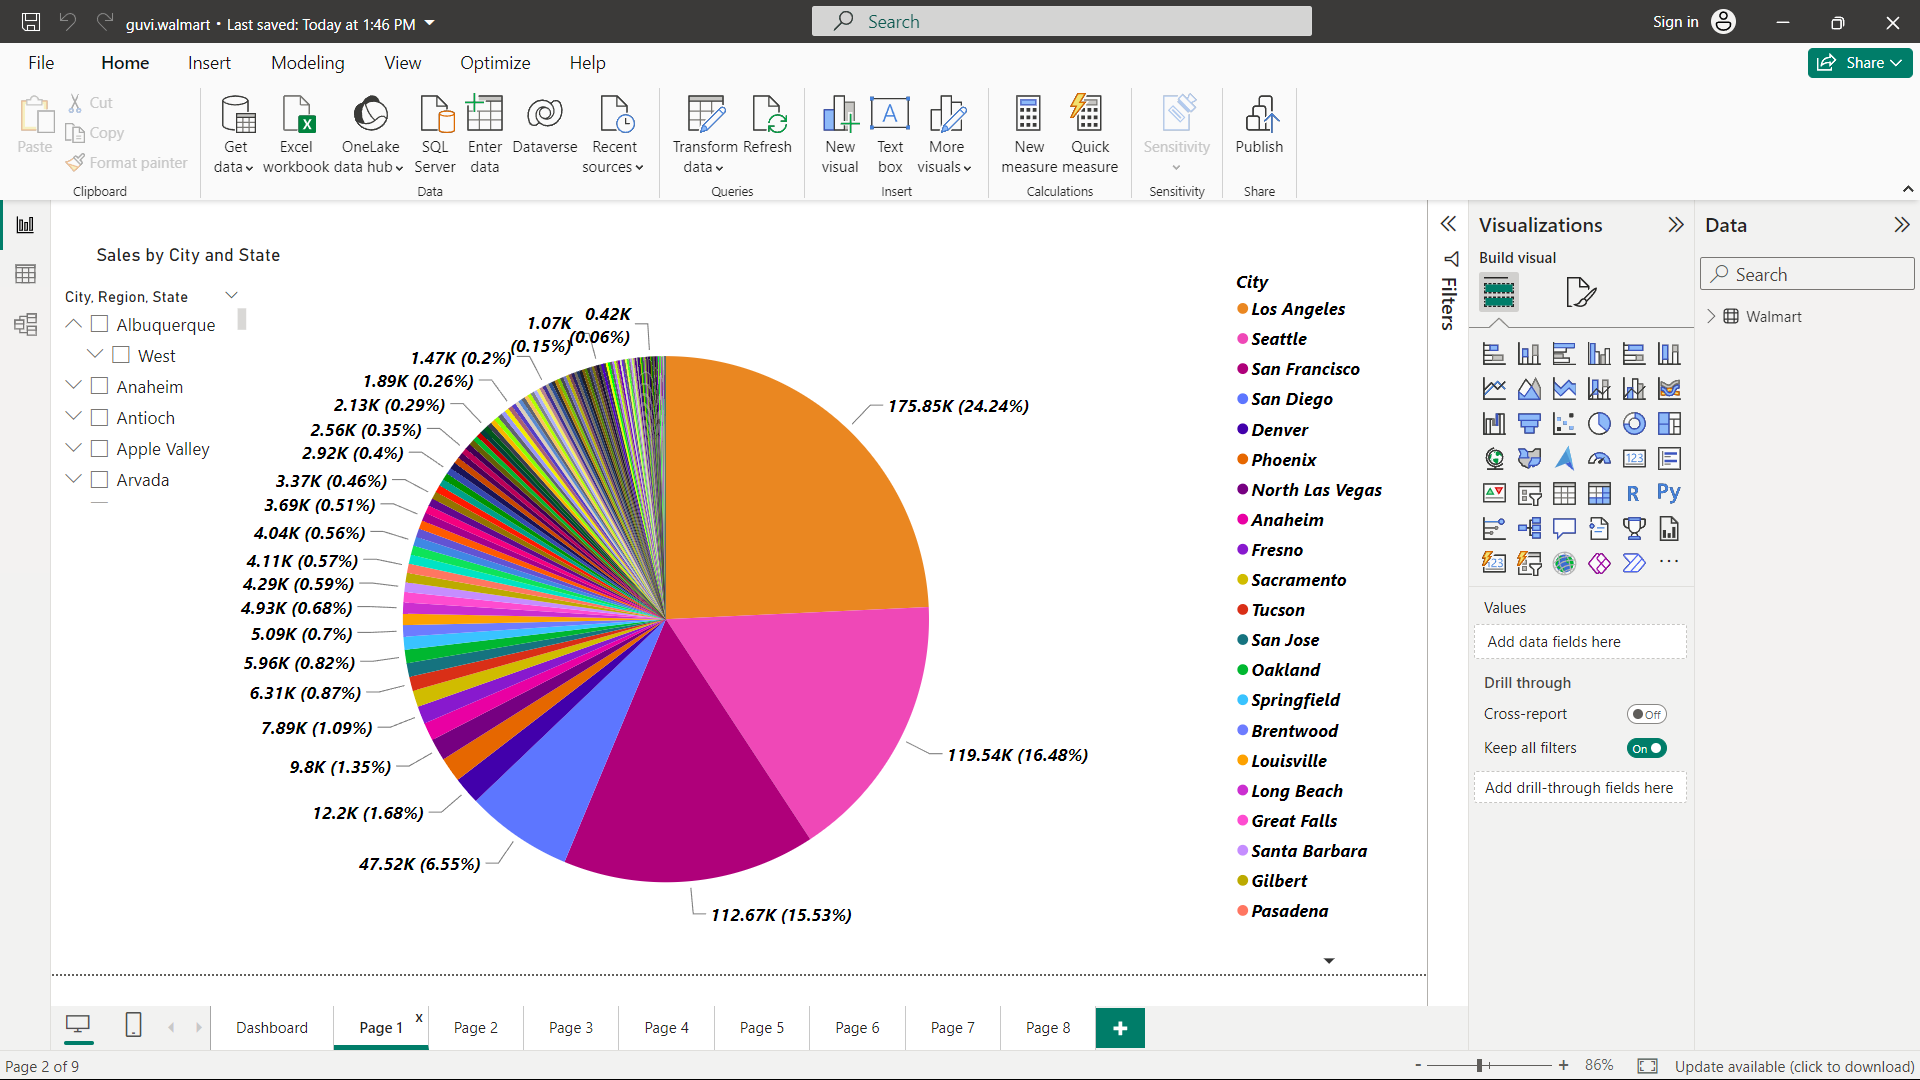 guvi.walmart • Last saved: Today at 1:46 PM
Search
Sign in
File
Home
Insert
Modeling
View
Optimize
Help
Share
Paste
Cut
Copy
Format painter
Clipboard
Get data
Excel workbook
OneLake data hub
SQL Server
Enter data
Dataverse
Recent sources
Data
Transform data
Refresh
Queries
New visual
Text box
More visuals
Insert
New measure
Quick measure
Calculations
Sensitivity
Sensitivity
Publish
Share
Sales by City and State
City, Region, State
Albuquerque
West
Anaheim
Antioch
Apple Valley
Arvada
0.42K
(0.06%)
1.07K
(0.15%)
1.47K (0.2%)
1.89K (0.26%)
2.13K (0.29%)
2.56K (0.35%)
2.92K (0.4%)
3.37K (0.46%)
3.69K (0.51%)
4.04K (0.56%)
4.11K (0.57%)
4.29K (0.59%)
4.93K (0.68%)
5.09K (0.7%)
5.96K (0.82%)
6.31K (0.87%)
7.89K (1.09%)
9.8K (1.35%)
12.2K (1.68%)
47.52K (6.55%)
112.67K (15.53%)
119.54K (16.48%)
175.85K (24.24%)
City
Los Angeles
Seattle
San Francisco
San Diego
Denver
Phoenix
North Las Vegas
Anaheim
Fresno
Sacramento
Tucson
San Jose
Oakland
Springfield
Brentwood
Louisville
Long Beach
Great Falls
Santa Barbara
Gilbert
Pasadena
Filters
Visualizations
Build visual
123
R
Py
123
Values
Add data fields here
Drill through
Cross-report
Off
Keep all filters
On
Add drill-through fields here
Data
Search
Walmart
Dashboard
Page 1
x
Page 2
Page 3
Page 4
Page 5
Page 6
Page 7
Page 8
+
Page 2 of 9
-
+
86%
Update available (click to download)